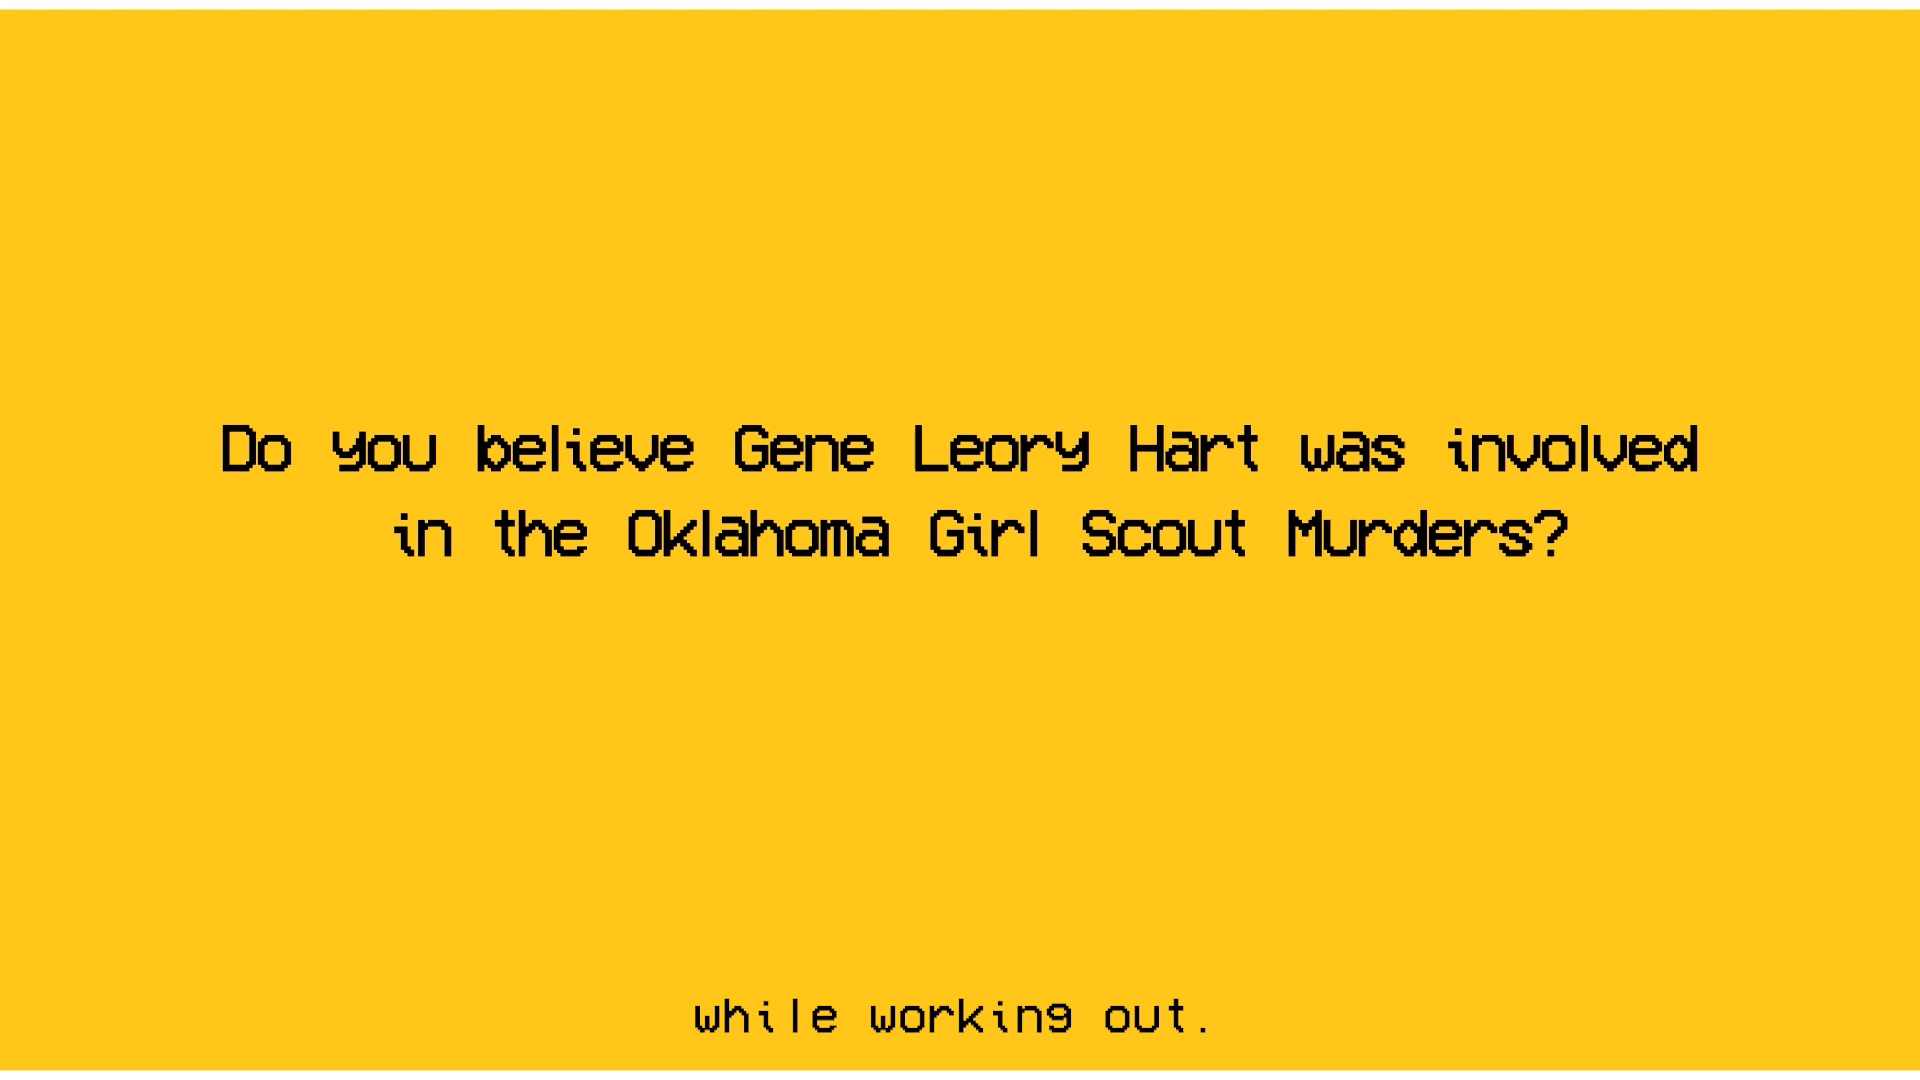 Do you believe Gene Leory Hart was involved
in the Oklahoma Girl Scout Murders?
while working out.